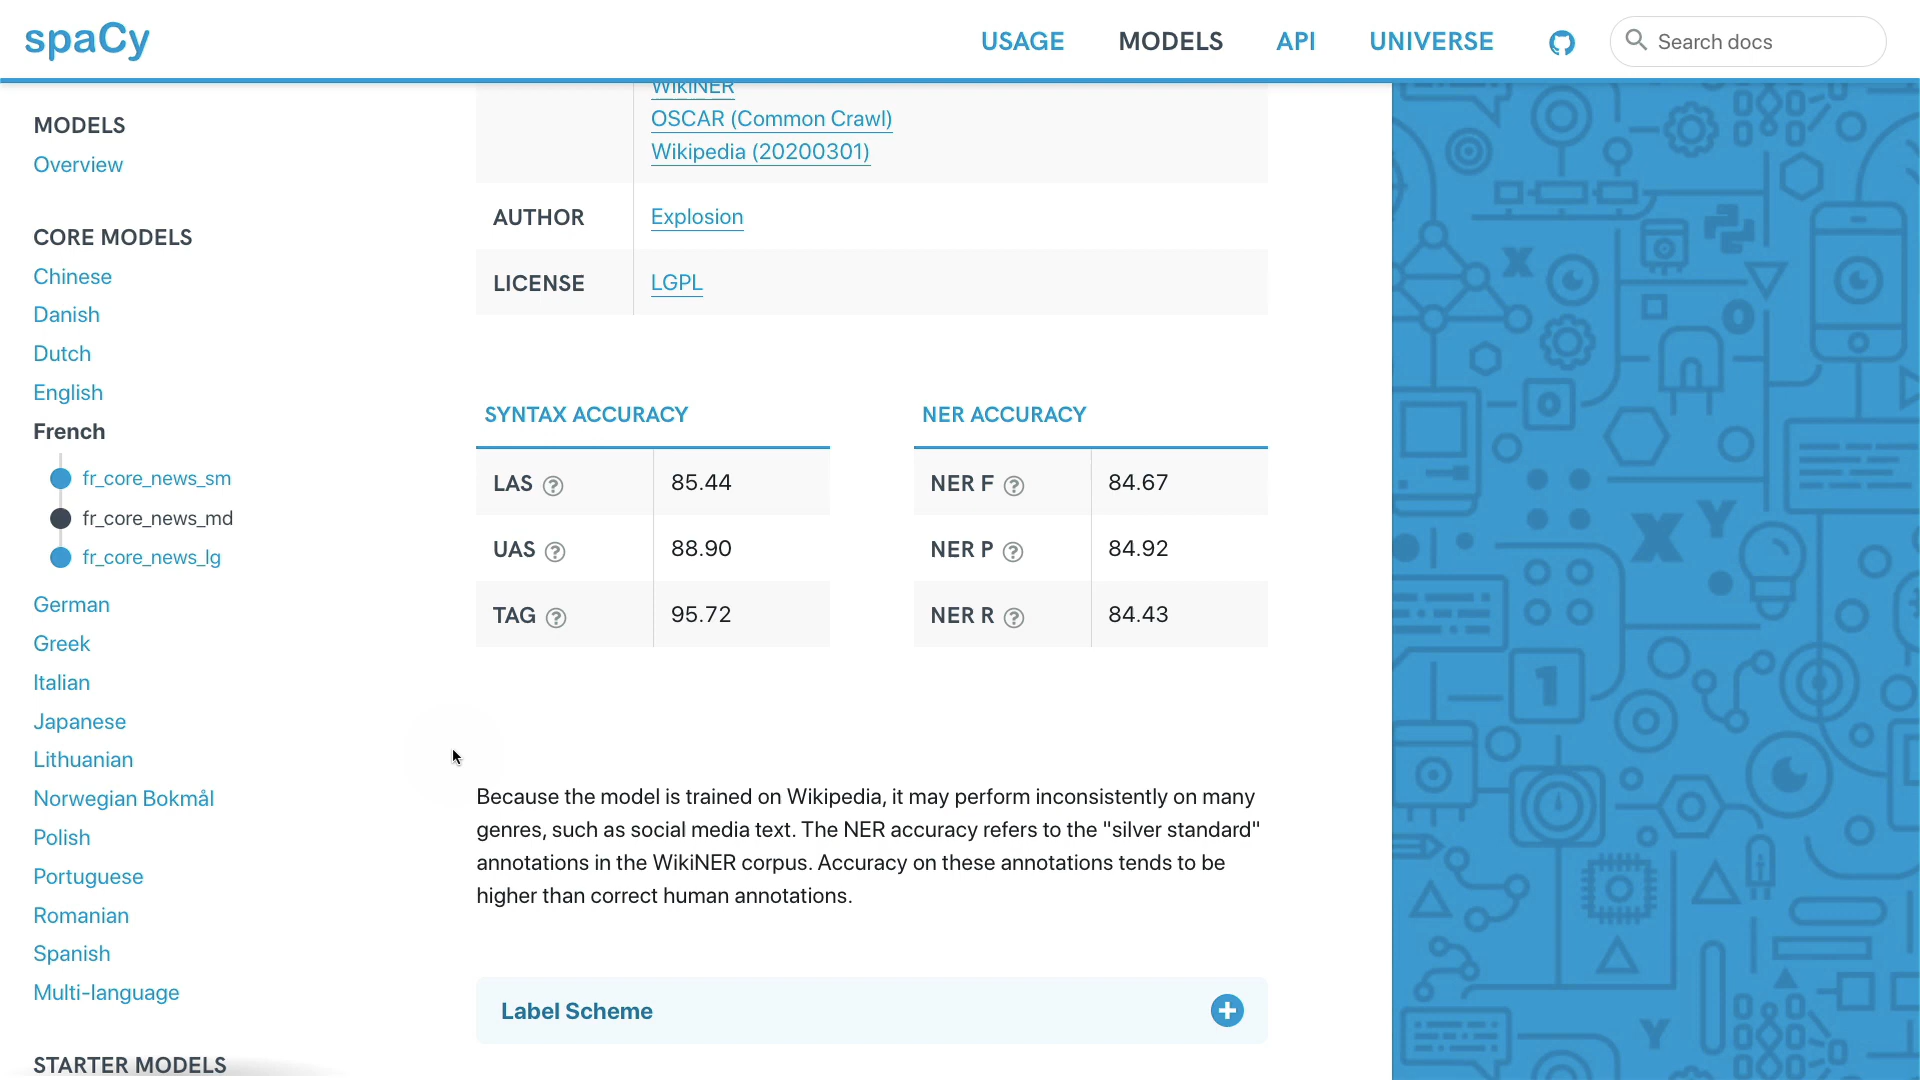 spaCy
USAGE
MODELS
API
UNIVERSE
Search docs
MODELS
Overview
CORE MODELS
Chinese
Danish
Dutch
English
French
fr_core_news_sm
fr_core_news_md
fr_core_news_lg
German
Greek
Italian
Japanese
Lithuanian
Norwegian Bokmål
Polish
Portuguese
Romanian
Spanish
Multi-language
STARTER MODELS
WikiNER
OSCAR (Common Crawl)
Wikipedia (20200301)
AUTHOR
Explosion
LICENSE
LGPL
SYNTAX ACCURACY
LAS ? 85.44
UAS ? 88.90
TAG ? 95.72
NER ACCURACY
NER F ? 84.67
NER P ? 84.92
NER R ? 84.43
Because the model is trained on Wikipedia, it may perform inconsistently on many
genres, such as social media text. The NER accuracy refers to the "silver standard"
annotations in the WikiNER corpus. Accuracy on these annotations tends to be
higher than correct human annotations.
Label Scheme
X
0
0
X
Y
1
Y